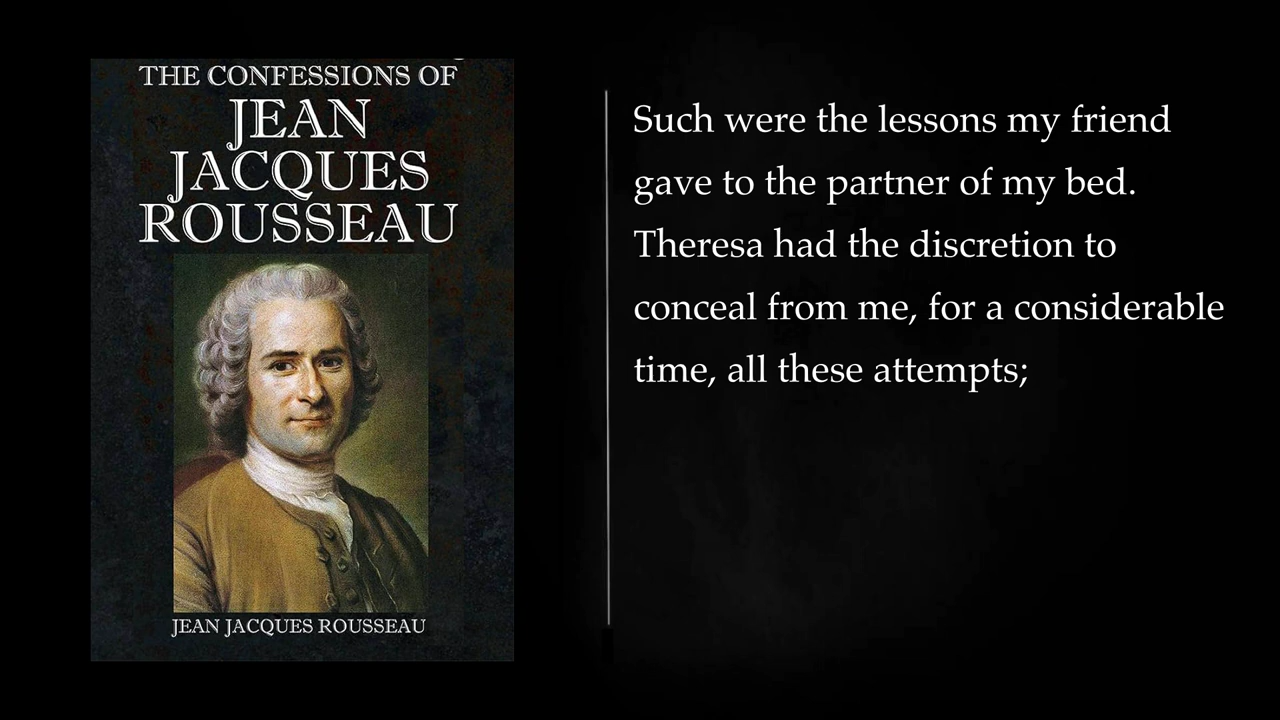 THE CONFESSIONS OF
JEAN
JACQUES
ROUSSEAU
JEAN JACQUES ROUSSEAU
Such were the lessons my friend
gave to the partner of my bed.
Theresa had the discretion to
conceal from me, for a considerable
time, all these attempts;